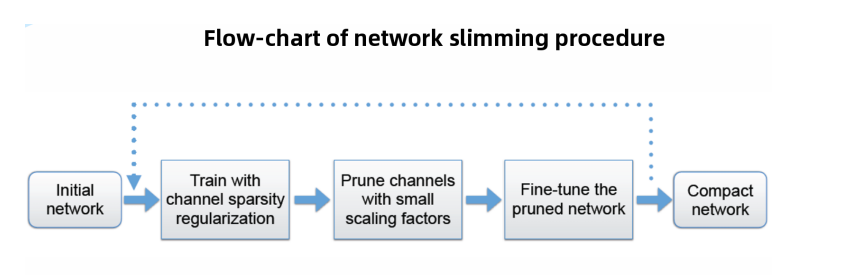 Flow-chart of network slimming procedure
Initial
network
Train with
channel sparsity
regularization
Prune channels
with small
scaling factors
Fine-tune the
pruned network
Compact
network